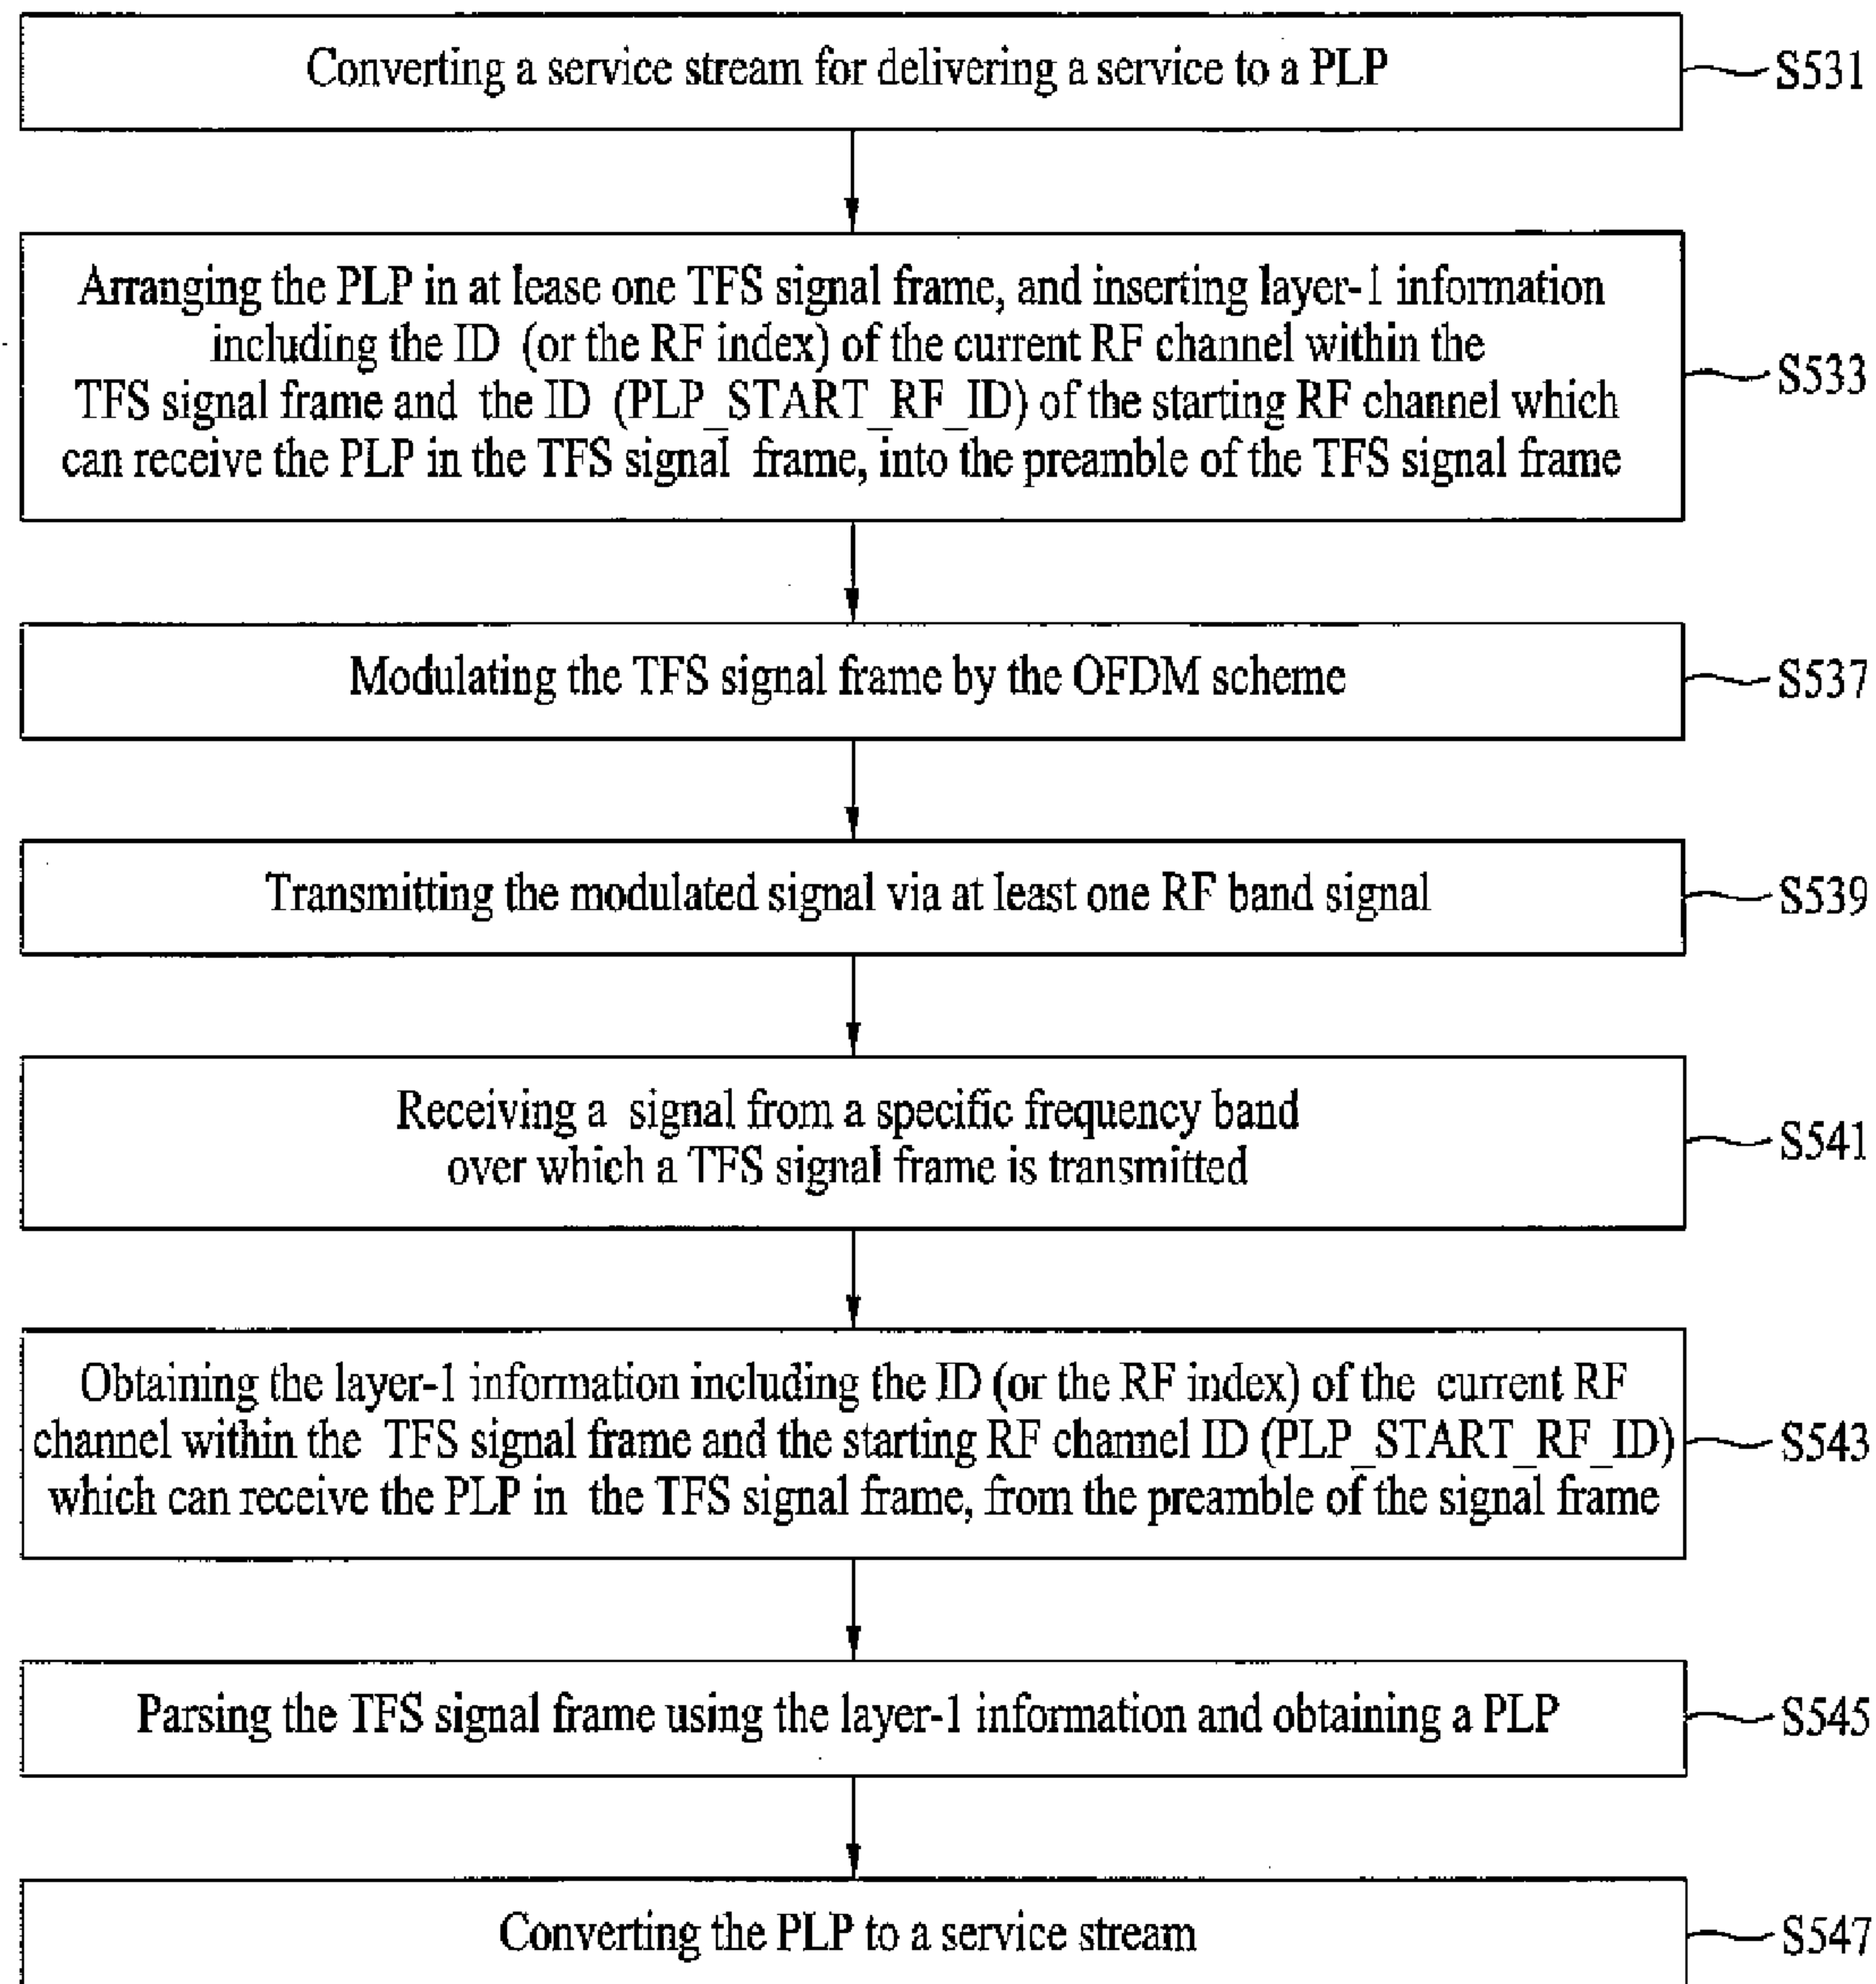 Converting a service stream for delivering a service to a PLP
S531
Arranging the PLP in at lease one TFS signal frame, and inserting layer-1 information
including the ID (or the RF index) of the current RF channel within the
TFS signal frame and the ID (PLP_START_RF_ID) of the starting RF channel which
can receive the PLP in the TFS signal frame, into the preamble of the TFS signal frame
S533
Modulating the TFS signal frame by the OFDM scheme
S537
Transmitting the modulated signal via at least one RF band signal
S539
Receiving a signal from a specific frequency band
over which a TFS signal frame is transmitted
S541
Obtaining the layer-1 information including the ID (or the RF index) of the current RF
channel within the TFS signal frame and the starting RF channel ID (PLP_START_RF_ID)
which can receive the PLP in the TFS signal frame, from the preamble of the signal frame
S543
Parsing the TFS signal frame using the layer-1 information and obtaining a PLP
S545
Converting the PLP to a service stream
S547